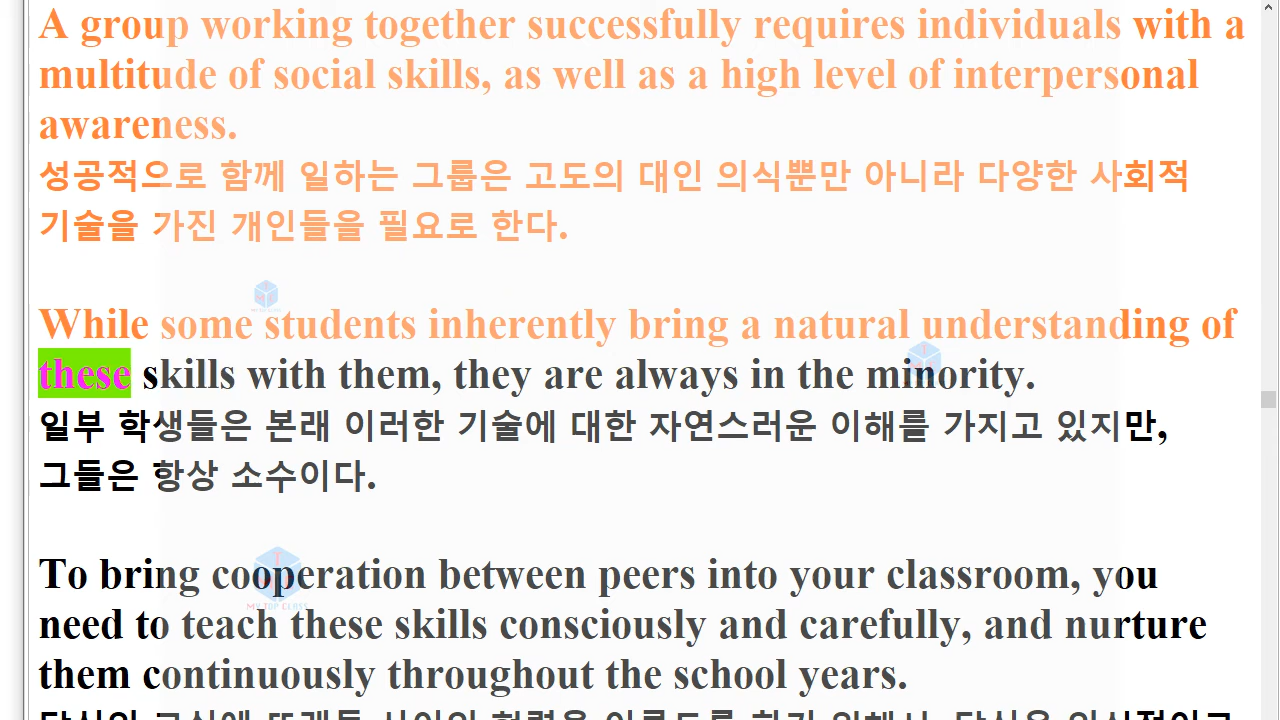 A group working together successfully requires individuals with a
multitude of social skills, as well as a high level of interpersonal
awareness.
성공적으로 함께 일하는 그룹은 고도의 대인 의식뿐만 아니라 다양한 사회적
기술을 가진 개인들을 필요로 한다.
While some students inherently bring a natural understanding of
these skills with them, they are always in the minority.
일부 학생들은 본래 이러한 기술에 대한 자연스러운 이해를 가지고 있지만,
그들은 항상 소수이다.
To bring cooperation between peers into your classroom, you
MY TOP CLASS
need to teach these skills consciously and carefully, and nurture
them continuously throughout the school years.